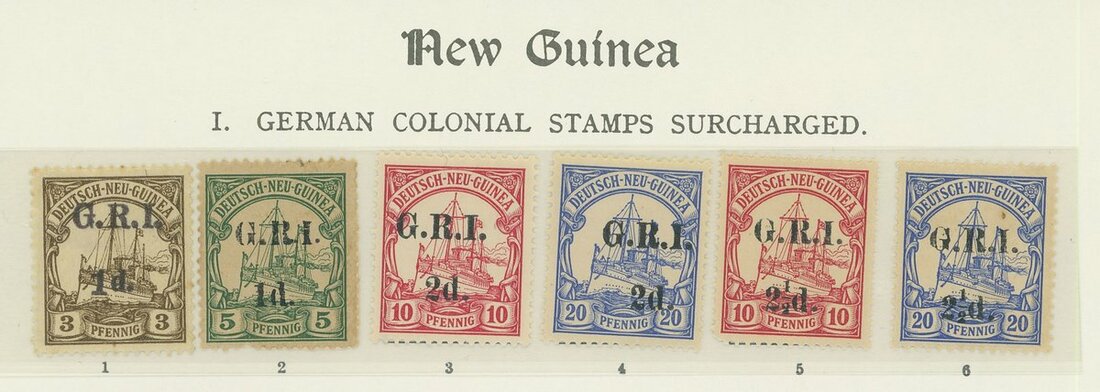 New Guinea
I. GERMAN COLONIAL STAMPS SURCHARGED.
DEUTSCH-NEU-GUINEA
G.R.I.
1d.
3 PFENNIG 3
1
DEUTSCH-NEU-GUINEA
G.R.I.
1d.
5 PFENNIG 5
2
DEUTSCH-NEU-GUINEA
G.R.I.
2d.
10 PFENNIG 10
3
DEUTSCH-NEU-GUINEA
G.R.I.
2d.
20 PFENNIG 20
4
DEUTSCH-NEU-GUINEA
G.R.I.
2½d.
10 PFENNIG 10
5
DEUTSCH-NEU-GUINEA
G.R.I.
2½d.
20 PFENNIG 20
6